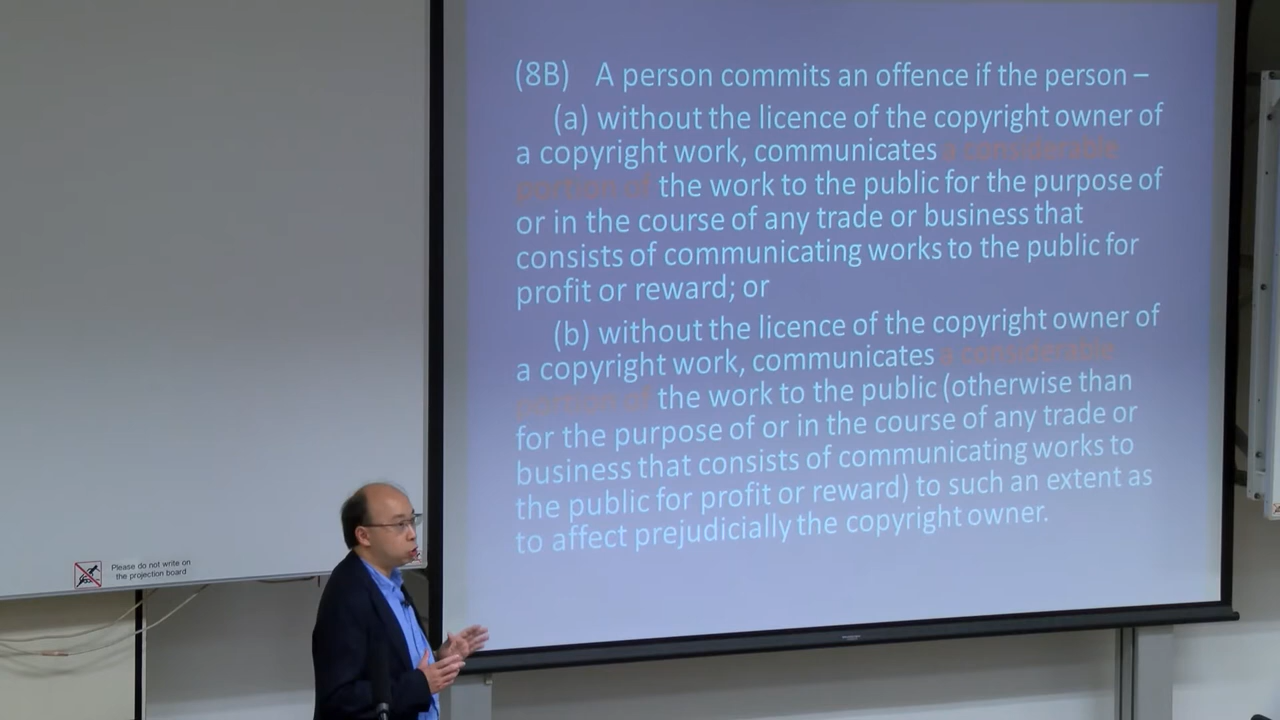 (8B) A person commits an offence if the person –
(a) without the licence of the copyright owner of
a copyright work, communicates a considerable
portion of the work to the public for the purpose of
or in the course of any trade or business that
consists of communicating works to the public for
profit or reward; or
(b) without the licence of the copyright owner of
a copyright work, communicates a considerable
portion of the work to the public (otherwise than
for the purpose of or in the course of any trade or
business that consists of communicating works to
the public for profit or reward) to such an extent as
to affect prejudicially the copyright owner.
Please do not write on
the projection board